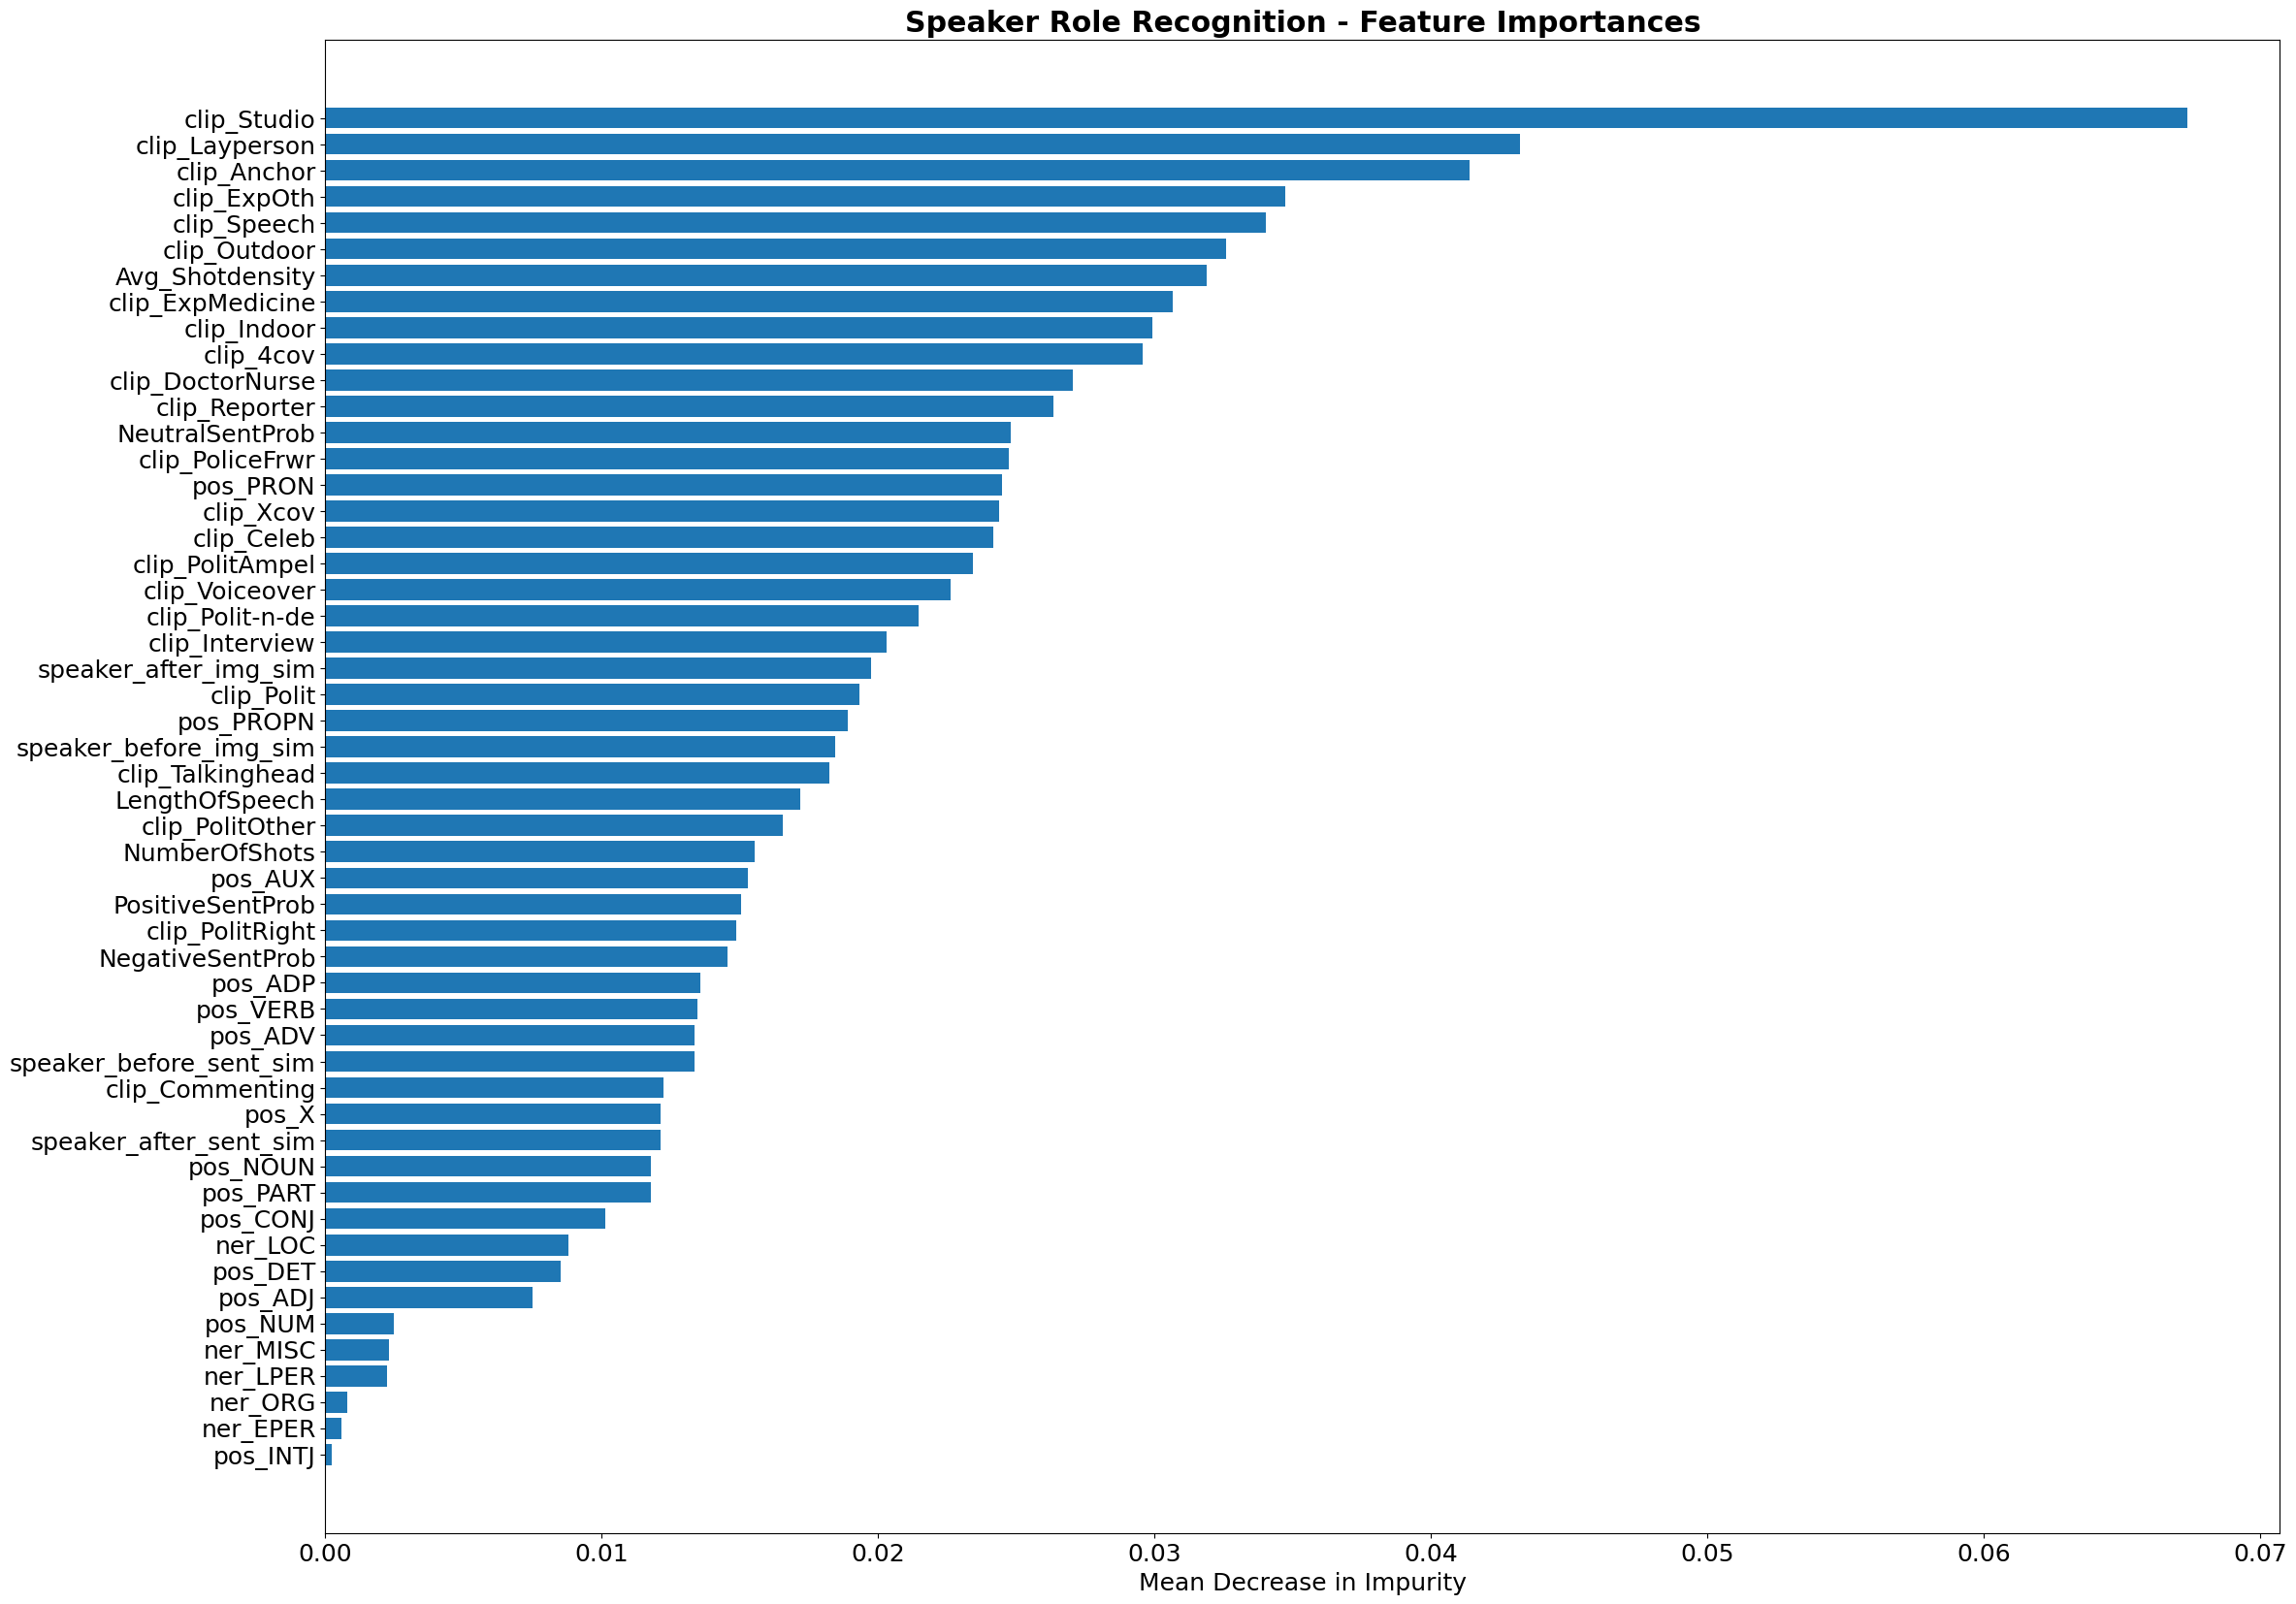 Speaker Role Recognition - Feature Importances
clip_Studio
clip_Layperson
clip_Anchor
clip_ExpOth
clip_Speech
clip_Outdoor
Avg_Shotdensity
clip_ExpMedicine
clip_Indoor
clip_4cov
clip_DoctorNurse
clip_Reporter
NeutralSentProb
clip_PoliceFrwr
pos_PRON
clip_Xcov
clip_Celeb
clip_PolitAmpel
clip_Voiceover
clip_Polit-n-de
clip_Interview
speaker_after_img_sim
clip_Polit
pos_PROPN
speaker_before_img_sim
clip_Talkinghead
LengthOfSpeech
clip_PolitOther
NumberOfShots
pos_AUX
PositiveSentProb
clip_PolitRight
NegativeSentProb
pos_ADP
pos_VERB
pos_ADV
speaker_before_sent_sim
clip_Commenting
pos_X
speaker_after_sent_sim
pos_NOUN
pos_PART
pos_CONJ
ner_LOC
pos_DET
pos_ADJ
pos_NUM
ner_MISC
ner_LPER
ner_ORG
ner_EPER
pos_INTJ
0.00 0.01 0.02 0.03 0.04 0.05 0.06 0.07
Mean Decrease in Impurity